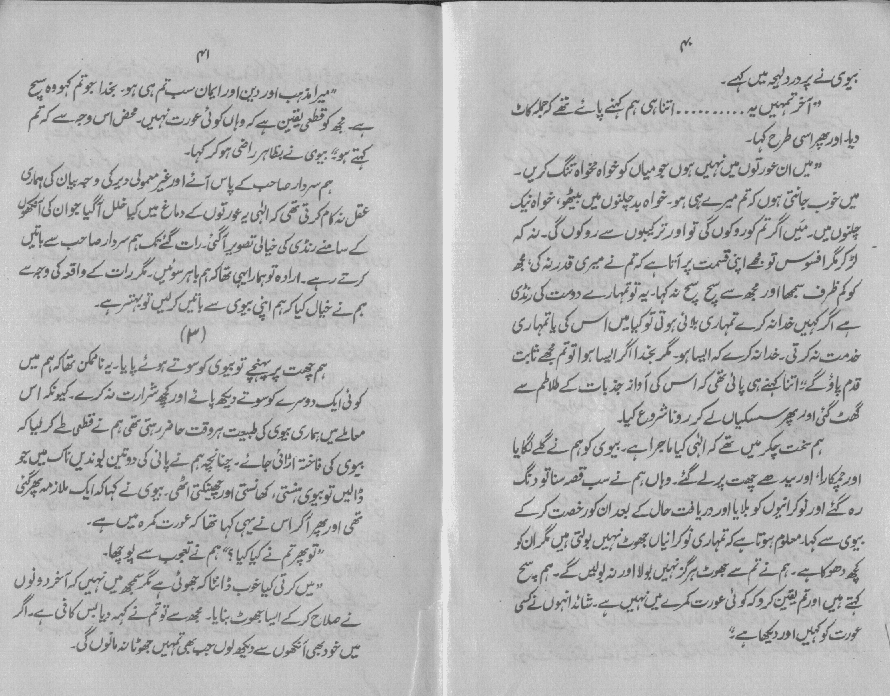 ۴۰
بیوی نے پر درد لہجہ میں کہے۔
”آخر تمہیں یہ .......... اتنا ہی ہم کہنے پائے تھے کہ جملہ کاٹ
دیا۔ اور پھر اسی طرح کہا۔
”میں ان عورتوں میں نہیں ہوں جو میاں کو خواہ مخواہ تنگ کریں۔
میں خوب جانتی ہوں کہ تم میرے ہی ہو۔ خواہ بد چلنوں میں بیٹھو، خواہ نیک
چلنوں میں۔ میَں اگر تم کو روکوں گی تو اور ترکیبوں سے روکوں گی۔ نہ کہ
لڑ کر مگر افسوس تو مجھے اپنی قسمت پر آتا ہے کہ تم نے میری قدر نہ کی، مجھ
کو کم ظرف سمجھا اور مجھ سے سچ سچ نہ کہا۔ یہ تو تمہارے دوست کی رنڈی
ہے اگر کہیں خدا نہ کرے تمہاری بلائی ہوتی تو کیا میں اس کی یا تمہاری
خدمت نہ کرتی۔ خدا نہ کرے کہ ایسا ہو۔ مگر بخدا اگر ایسا ہوا تو تم مجھے ثابت
قدم پاؤ گے“۔ اتنا کہنے ہی پائی تھی کہ اس کی آواز جذبات کے طلاطم سے
گھٹ گئی اور پھر سسکیاں لے کر رونا شروع کیا۔
ہم سخت چکر میں تھے کہ الٰہی کیا ماجرا ہے۔ بیوی کو ہم نے گلے لگایا
اور چمکارا، اور سیدھے چھت پر لے گئے۔ وہاں ہم نے سب قصہ سنا تو دنگ
رہ گئے اور نوکرانیوں کو بلایا اور دریافت حال کے بعد ان کو رخصت کر کے
بیوی سے کہا۔ معلوم ہوتا ہے کہ تمہاری نوکرانیاں جھوٹ نہیں بولتی ہیں مگر ان کو
کچھ دھوکا ہے۔ ہم نے تم سے جھوٹ ہرگز نہیں بولا اور نہ بولیں گے۔ ہم سچ
کہتے ہیں اور تم یقین کرو کہ کوئی عورت کمرے میں نہیں ہے۔ شائد انہوں نے کسی
عورت کو کہیں اور دیکھا ہے“۔
۴۱
”میرا مذہب اور دین اور ایمان سب تم ہی ہو۔ بخدا جو تم کہو وہ سچ
ہے۔ مجھ کو قطعی یقین ہے کہ وہاں کوئی عورت نہیں۔ محض اس وجہ سے کہ تم
کہتے ہو“۔ بیوی نے بظاہر راضی ہو کر کہا۔
ہم سردار صاحب کے پاس آئے اور غیر معمولی دیر کی وجہ بیان کی ہماری
عقل نہ کام کرتی تھی کہ الٰہی یہ عورتوں کے دماغ میں کیا خلل آ گیا جو ان کی آنکھوں
کے سامنے رنڈی کی خیالی تصویر آ گئی۔ رات گئے تک ہم سردار صاحب سے باتیں
کرتے رہے۔ ارادہ تو ہمارا یہی تھا کہ ہم باہر سوئیں۔ مگر رات کے واقعہ کی وجہ سے
ہم نے خیال کیا کہ ہم اپنی بیوی سے باتیں کر لیں تو بہتر ہے۔
(۳)
ہم چھت پر پہنچے تو بیوی کو سوتے ہوئے پایا۔ یہ ناممکن تھا کہ ہم میں
کوئی ایک دوسرے کو سوتے دیکھ پائے اور کچھ شرارت نہ کرے۔ کیونکہ اس
معاملے میں ہماری بیوی کی طبیعت ہر وقت حاضر رہتی تھی ہم نے قطعی طے کر لیا کہ
بیوی کی فاختہ اڑائی جائے۔ چنانچہ ہم نے پانی کی دو تین بوندیں ناک میں جو
ڈالیں تو بیوی ہنستی، کھانستی اور چھینکتی اٹھی۔ بیوی نے کہا کہ ایک ملازمہ پھر گئی
تھی اور پھر آ کر اس نے یہی کہا تھا کہ عورت کمرہ میں ہے۔
”تو پھر تم نے کیا کیا؟“ ہم نے تعجب سے پوچھا۔
”میں کرتی کیا خوب ڈانٹا کہ جھوٹی ہے مگر سمجھ میں نہیں کہ آخر دونوں
نے صلاح کر کے ایسا جھوٹ بنایا۔ مجھ سے تو تم نے کہہ دیا بس کافی ہے۔ اگر
میں خود بھی آنکھوں سے دیکھ لوں جب بھی تمہیں جھوٹا نہ مانوں گی۔